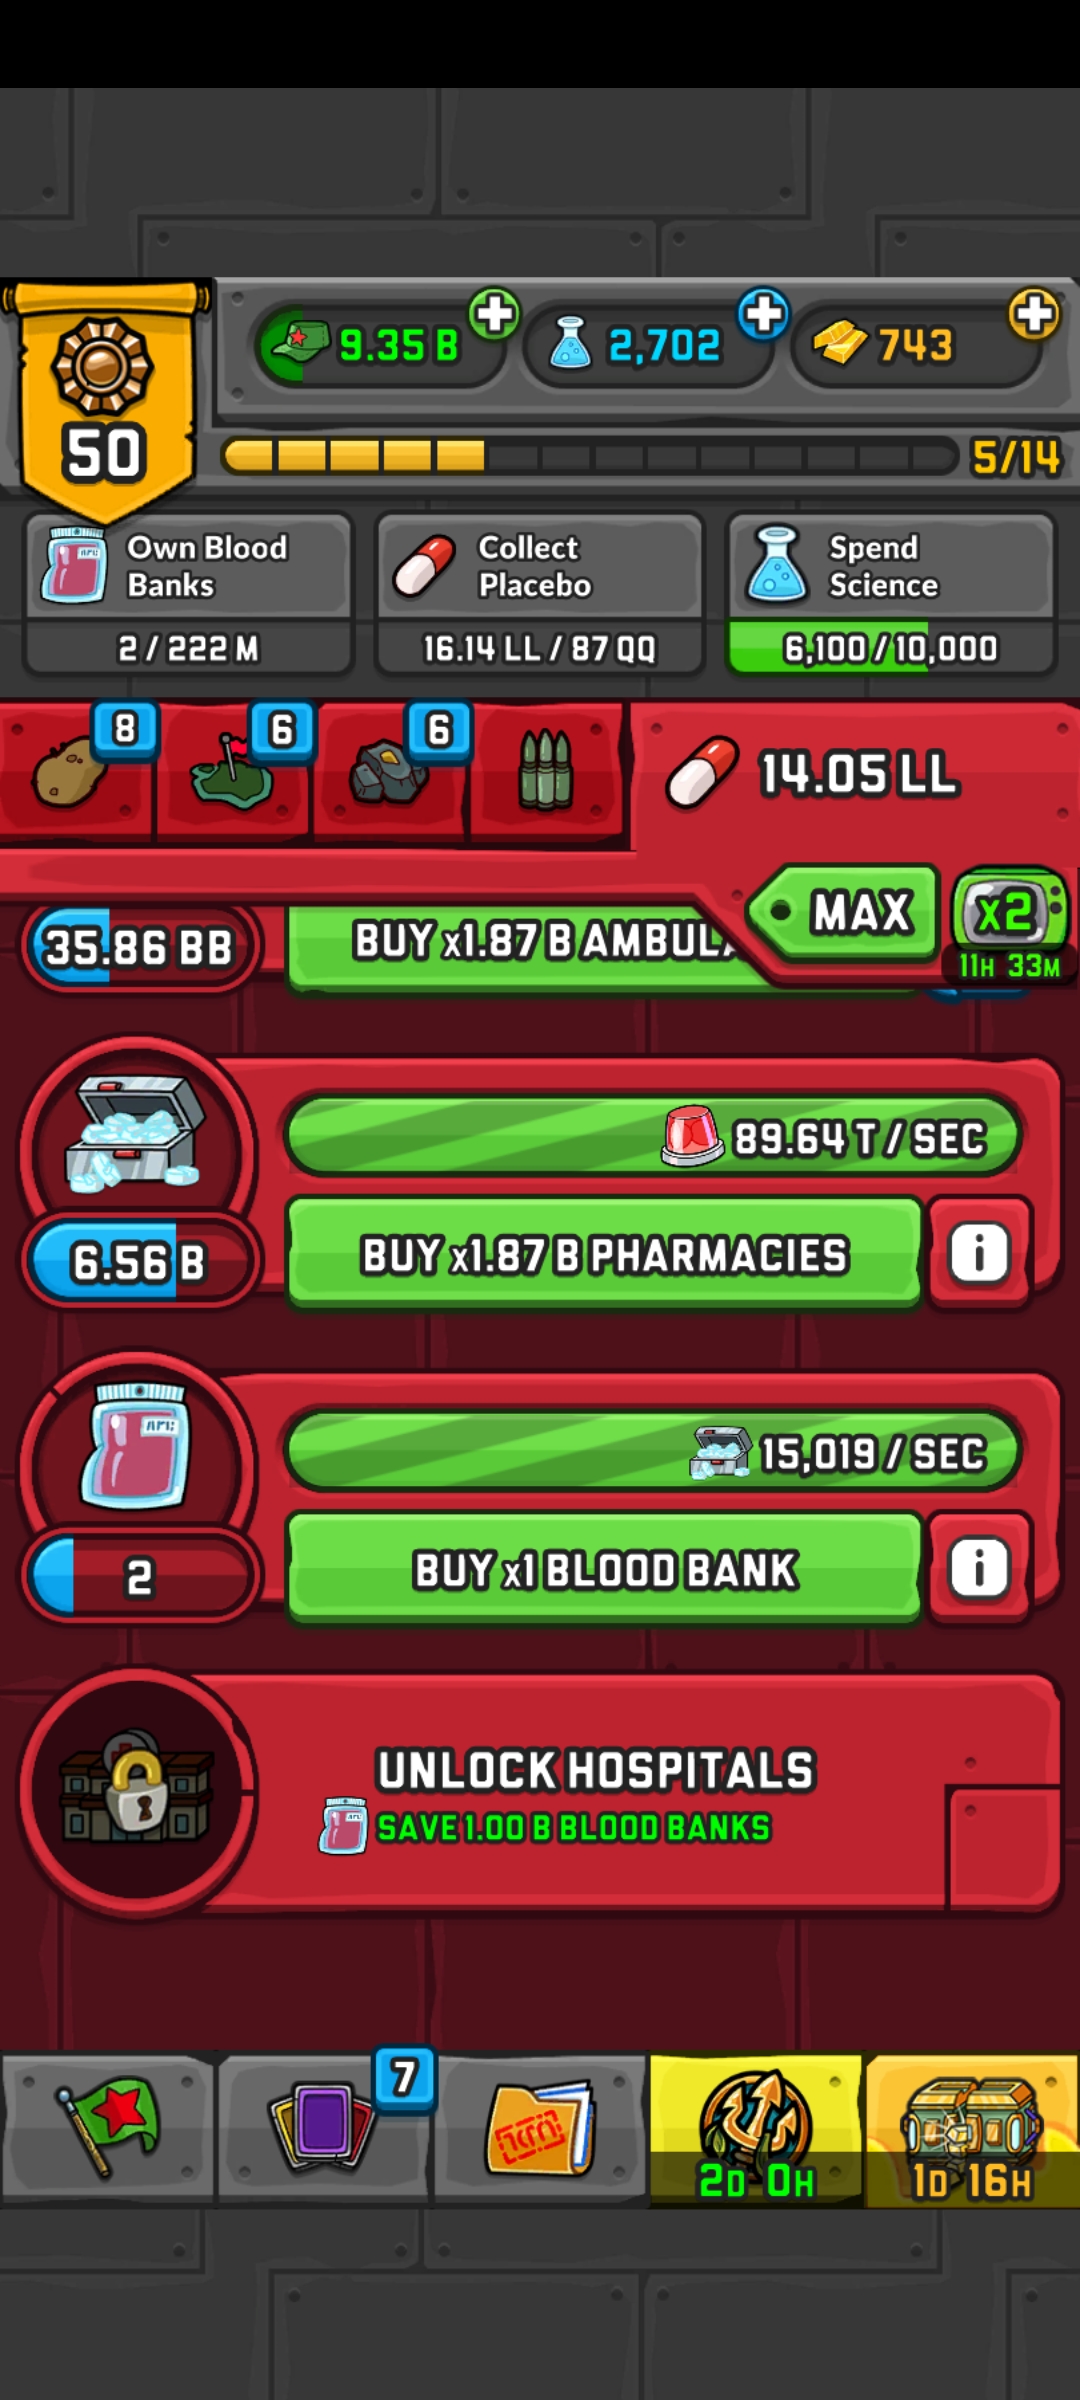 9.35 B
2,702
743
50
5/14
Own Blood
Banks
2 / 222 M
Collect
Placebo
16.14 LL / 87 QQ
Spend
Science
6,100 / 10,000
8
6
6
14.05 LL
MAX
x2
11H 33M
35.86 BB
BUY x1.87 B
89.64 T / SEC
6.56 B
BUY x1.87 B PHARMACIES
i
15,019 / SEC
2
BUY x1 BLOOD BANK
i
UNLOCK HOSPITALS
SAVE 1.00 B BLOOD BANKS
7
2D 0H
1D 16H